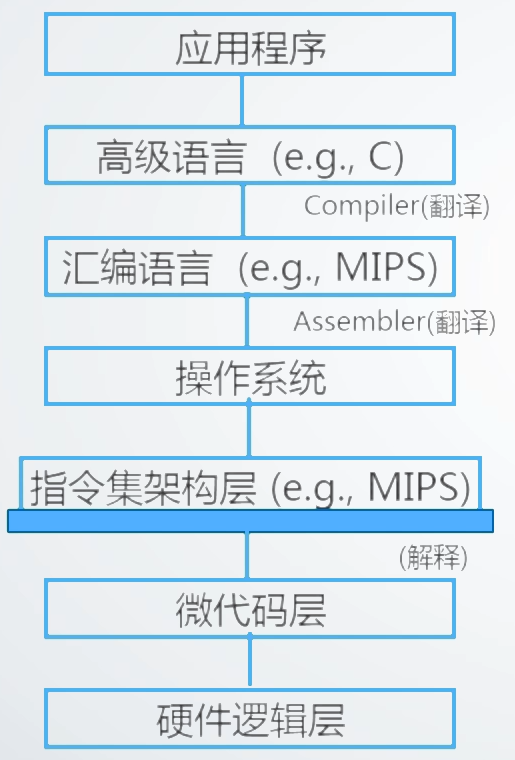 应用程序
高级语言 (e.g., C)
Compiler(翻译)
汇编语言 (e.g., MIPS)
Assembler(翻译)
操作系统
指令集架构层 (e.g., MIPS)
(解释)
微代码层
硬件逻辑层